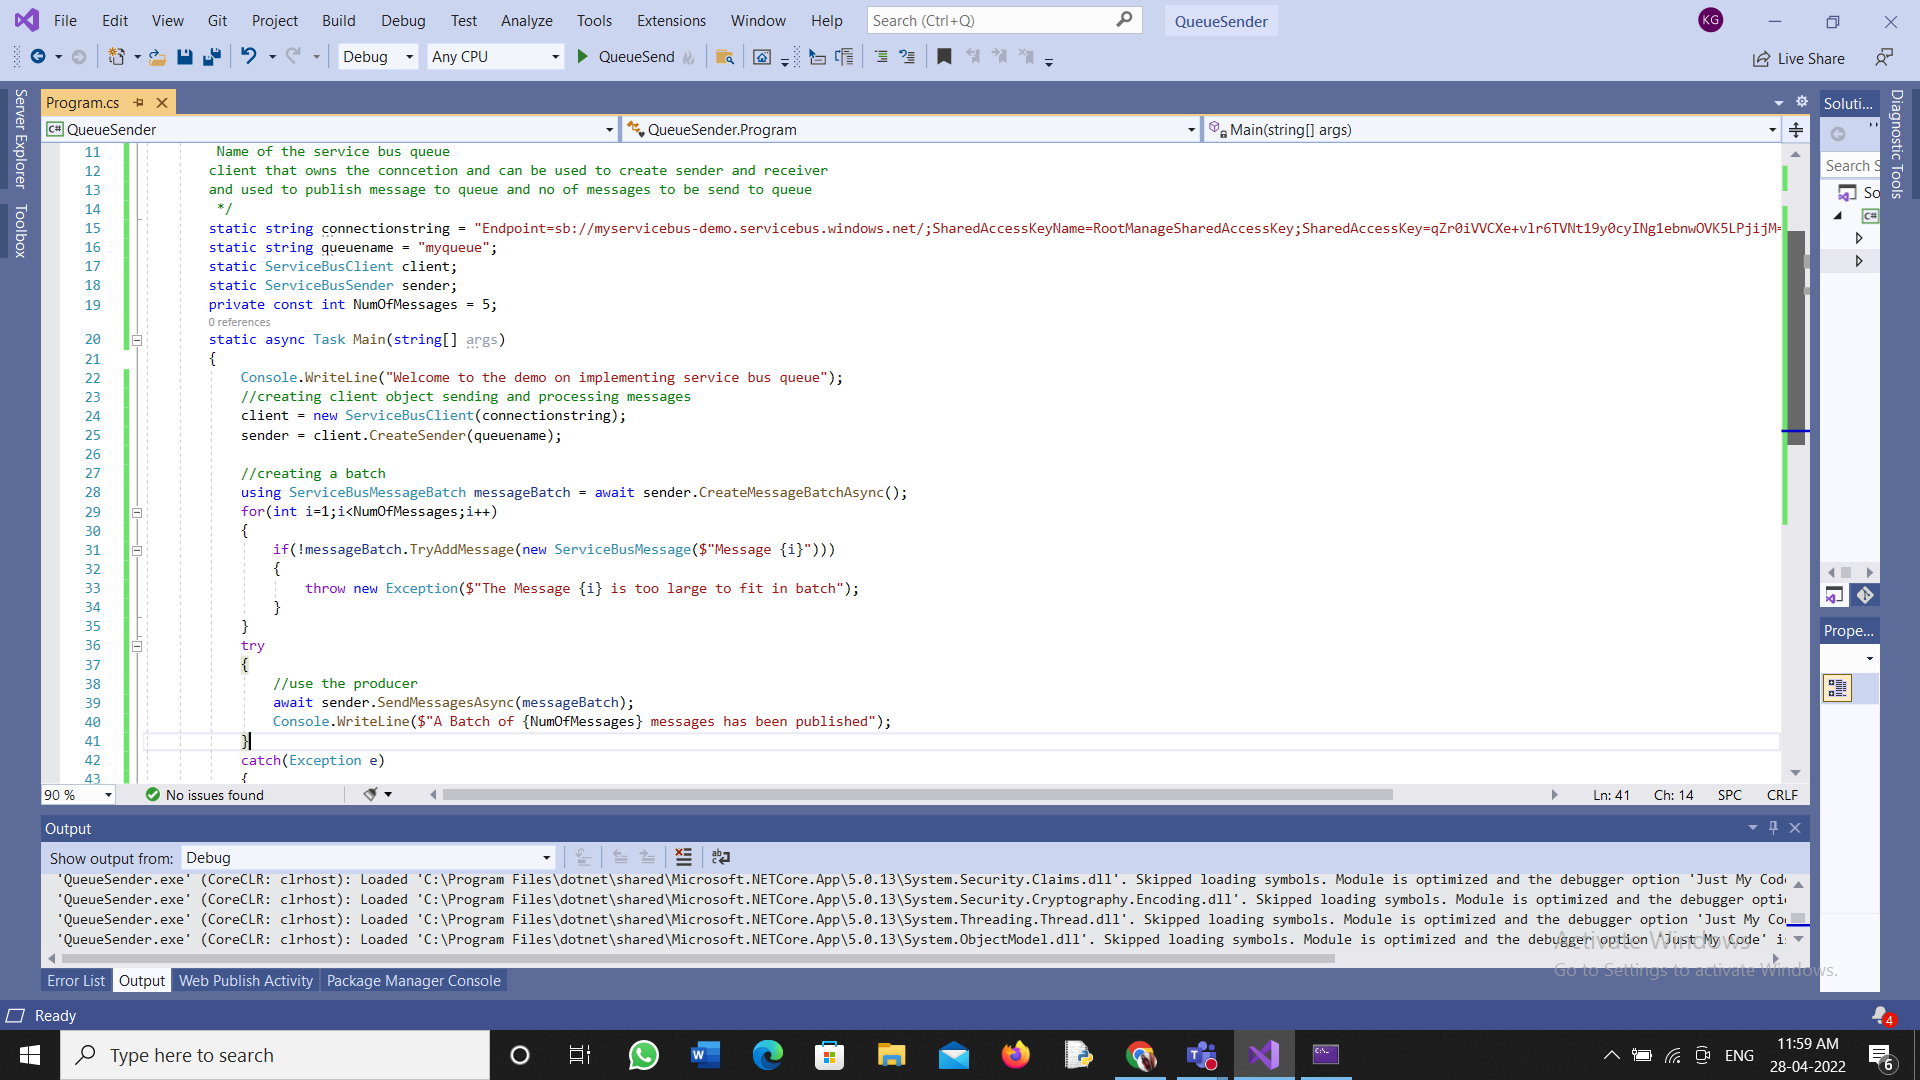 File Edit View Git Project Build Debug Test Analyze Tools Extensions Window Help Search (Ctrl+Q) QueueSender KG
Debug Any CPU QueueSend Live Share
Server Explorer
Toolbox
Program.cs
QueueSender QueueSender.Program Main(string[] args)
11 Name of the service bus queue
12 client that owns the conncetion and can be used to create sender and receiver
13 and used to publish message to queue and no of messages to be send to queue
14 */
15 static string connectionstring = "Endpoint=sb://myservicebus-demo.servicebus.windows.net/;SharedAccessKeyName=RootManageSharedAccessKey;SharedAccessKey=qZr0iVVCXe+vlr6TVNt19y0cyINg1ebnwOVK5LPjijM=
16 static string queuename = "myqueue";
17 static ServiceBusClient client;
18 static ServiceBusSender sender;
19 private const int NumOfMessages = 5;
0 references
20 static async Task Main(string[] args)
21 {
22 Console.WriteLine("Welcome to the demo on implementing service bus queue");
23 //creating client object sending and processing messages
24 client = new ServiceBusClient(connectionstring);
25 sender = client.CreateSender(queuename);
26
27 //creating a batch
28 using ServiceBusMessageBatch messageBatch = await sender.CreateMessageBatchAsync();
29 for(int i=1;i<NumOfMessages;i++)
30 {
31 if(!messageBatch.TryAddMessage(new ServiceBusMessage($"Message {i}")))
32 {
33 throw new Exception($"The Message {i} is too large to fit in batch");
34 }
35 }
36 try
37 {
38 //use the producer
39 await sender.SendMessagesAsync(messageBatch);
40 Console.WriteLine($"A Batch of {NumOfMessages} messages has been published");
41 }
42 catch(Exception e)
43 {
90 % No issues found Ln: 41 Ch: 14 SPC CRLF
Soluti...
Search S
So
Prope...
Diagnostic Tools
Output
Show output from: Debug
'QueueSender.exe' (CoreCLR: clrhost): Loaded 'C:\Program Files\dotnet\shared\Microsoft.NETCore.App\5.0.13\System.Security.Claims.dll'. Skipped loading symbols. Module is optimized and the debugger option 'Just My Cod
'QueueSender.exe' (CoreCLR: clrhost): Loaded 'C:\Program Files\dotnet\shared\Microsoft.NETCore.App\5.0.13\System.Security.Cryptography.Encoding.dll'. Skipped loading symbols. Module is optimized and the debugger opti
'QueueSender.exe' (CoreCLR: clrhost): Loaded 'C:\Program Files\dotnet\shared\Microsoft.NETCore.App\5.0.13\System.Threading.Thread.dll'. Skipped loading symbols. Module is optimized and the debugger option 'Just My Co
'QueueSender.exe' (CoreCLR: clrhost): Loaded 'C:\Program Files\dotnet\shared\Microsoft.NETCore.App\5.0.13\System.ObjectModel.dll'. Skipped loading symbols. Module is optimized and the debugger option 'Just My Code' i
Activate Windows
Go to Settings to activate Windows.
Error List Output Web Publish Activity Package Manager Console
Ready 4
Type here to search ENG 11:59 AM
28-04-2022 6